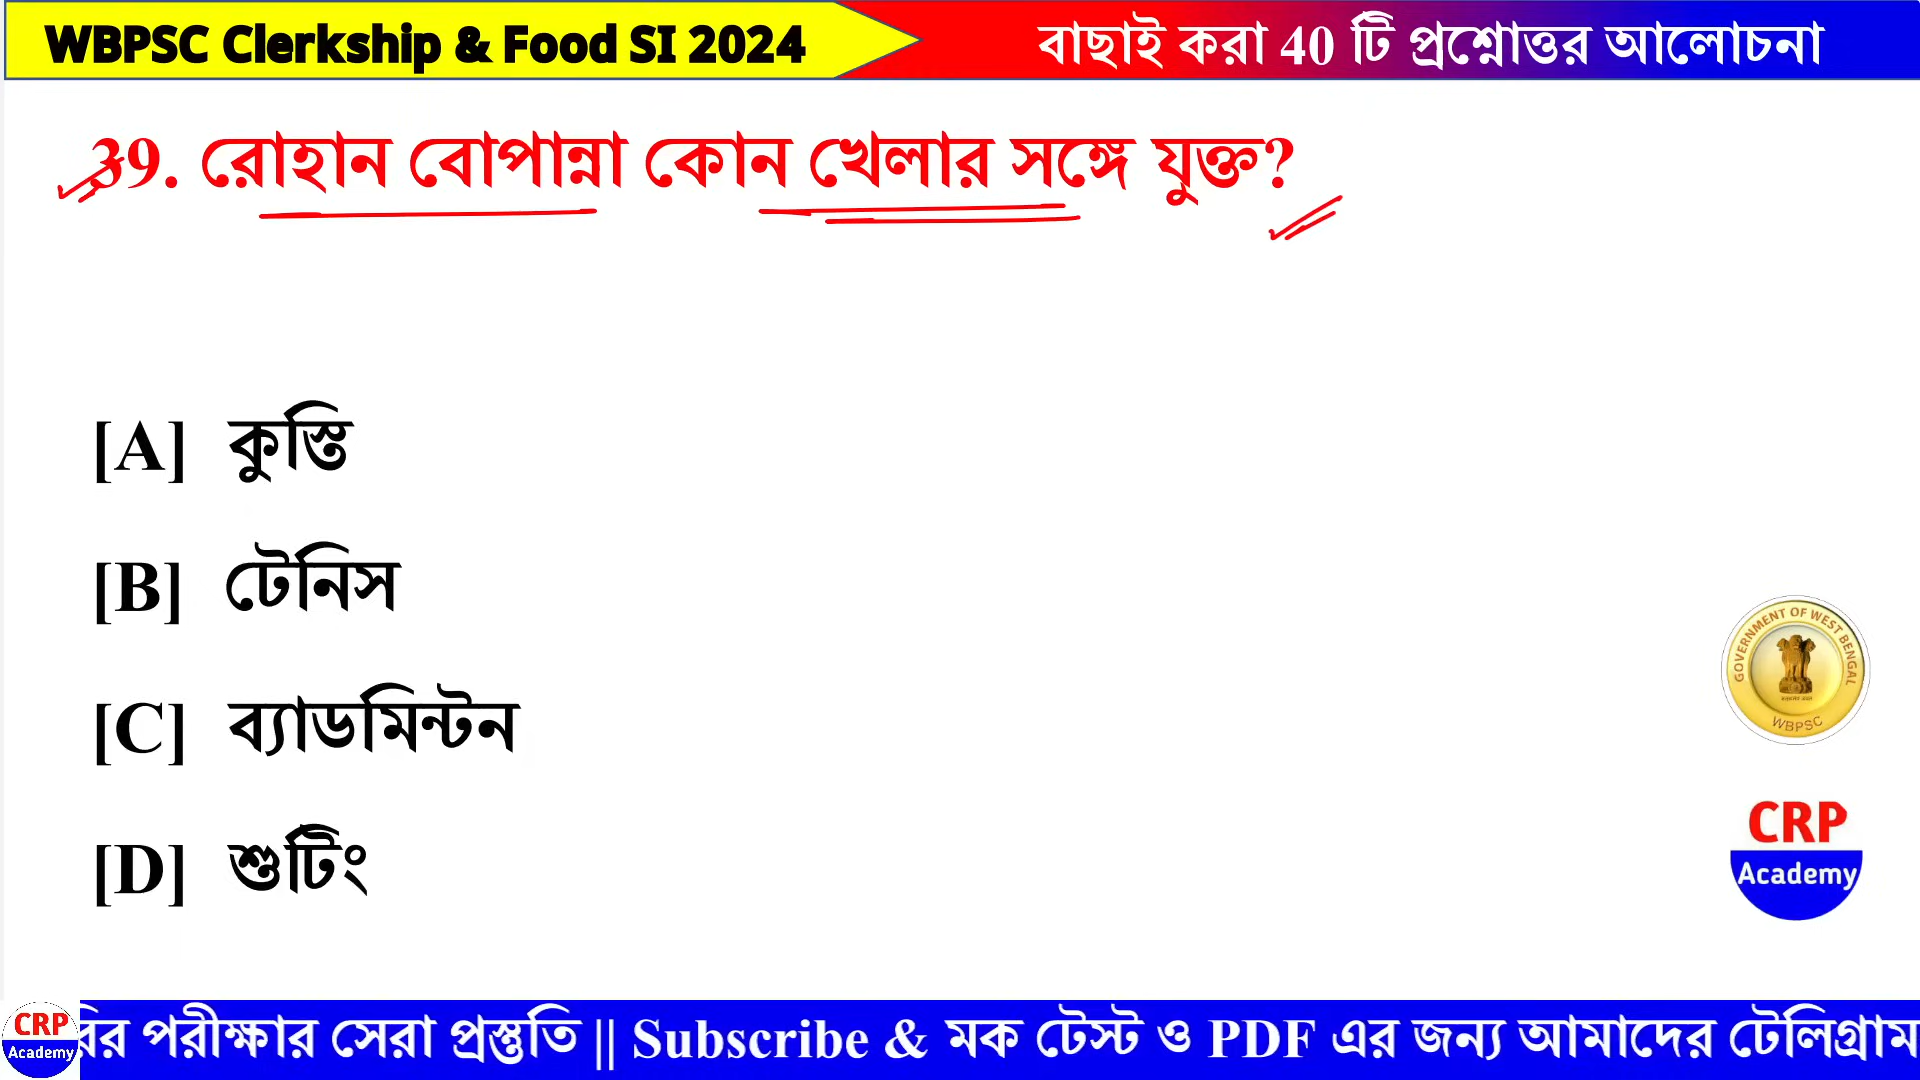 WBPSC Clerkship & Food SI 2024
বাছাই করা 40 টি প্রশ্নোত্তর আলোচনা
39. রোহান বোপান্না কোন খেলার সঙ্গে যুক্ত?
[A] কুস্তি
[B] টেনিস
[C] ব্যাডমিন্টন
[D] শুটিং
GOVERNMENT OF WEST BENGAL
WBPSC
CRP
Academy
CRP
Academy
পরীক্ষার সেরা প্রস্তুতি || Subscribe & মক টেস্ট ও PDF এর জন্য আমাদের টেলিগ্রাম